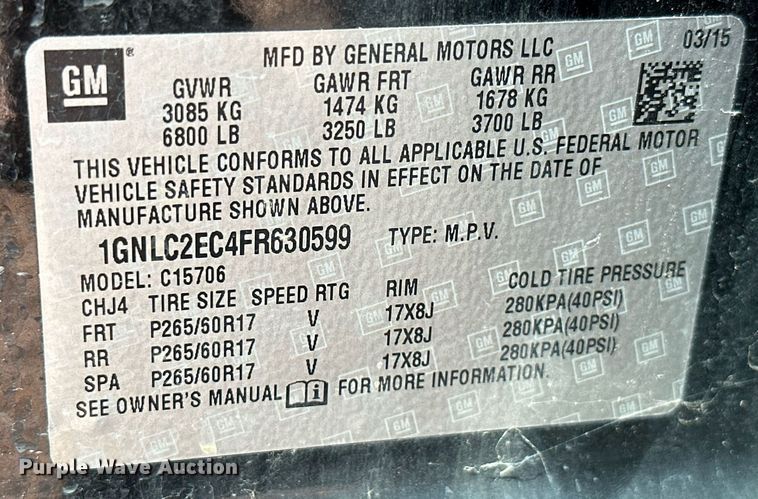 GM
MFD BY GENERAL MOTORS LLC 03/15
GVWR GAWR FRT GAWR RR
3085 KG 1474 KG 1678 KG
6800 LB 3250 LB 3700 LB
THIS VEHICLE CONFORMS TO ALL APPLICABLE U.S. FEDERAL MOTOR
VEHICLE SAFETY STANDARDS IN EFFECT ON THE DATE OF
MANUFACTURE SHOWN ABOVE.
1GNLC2EC4FR630599 TYPE: M.P.V.
MODEL: C15706
CHJ4 TIRE SIZE SPEED RTG RIM COLD TIRE PRESSURE
FRT P265/60R17 V 17X8J 280KPA(40PSI)
RR P265/60R17 V 17X8J 280KPA(40PSI)
SPA P265/60R17 V 17X8J 280KPA(40PSI)
SEE OWNER'S MANUAL i FOR MORE INFORMATION.
Purple Wave Auction